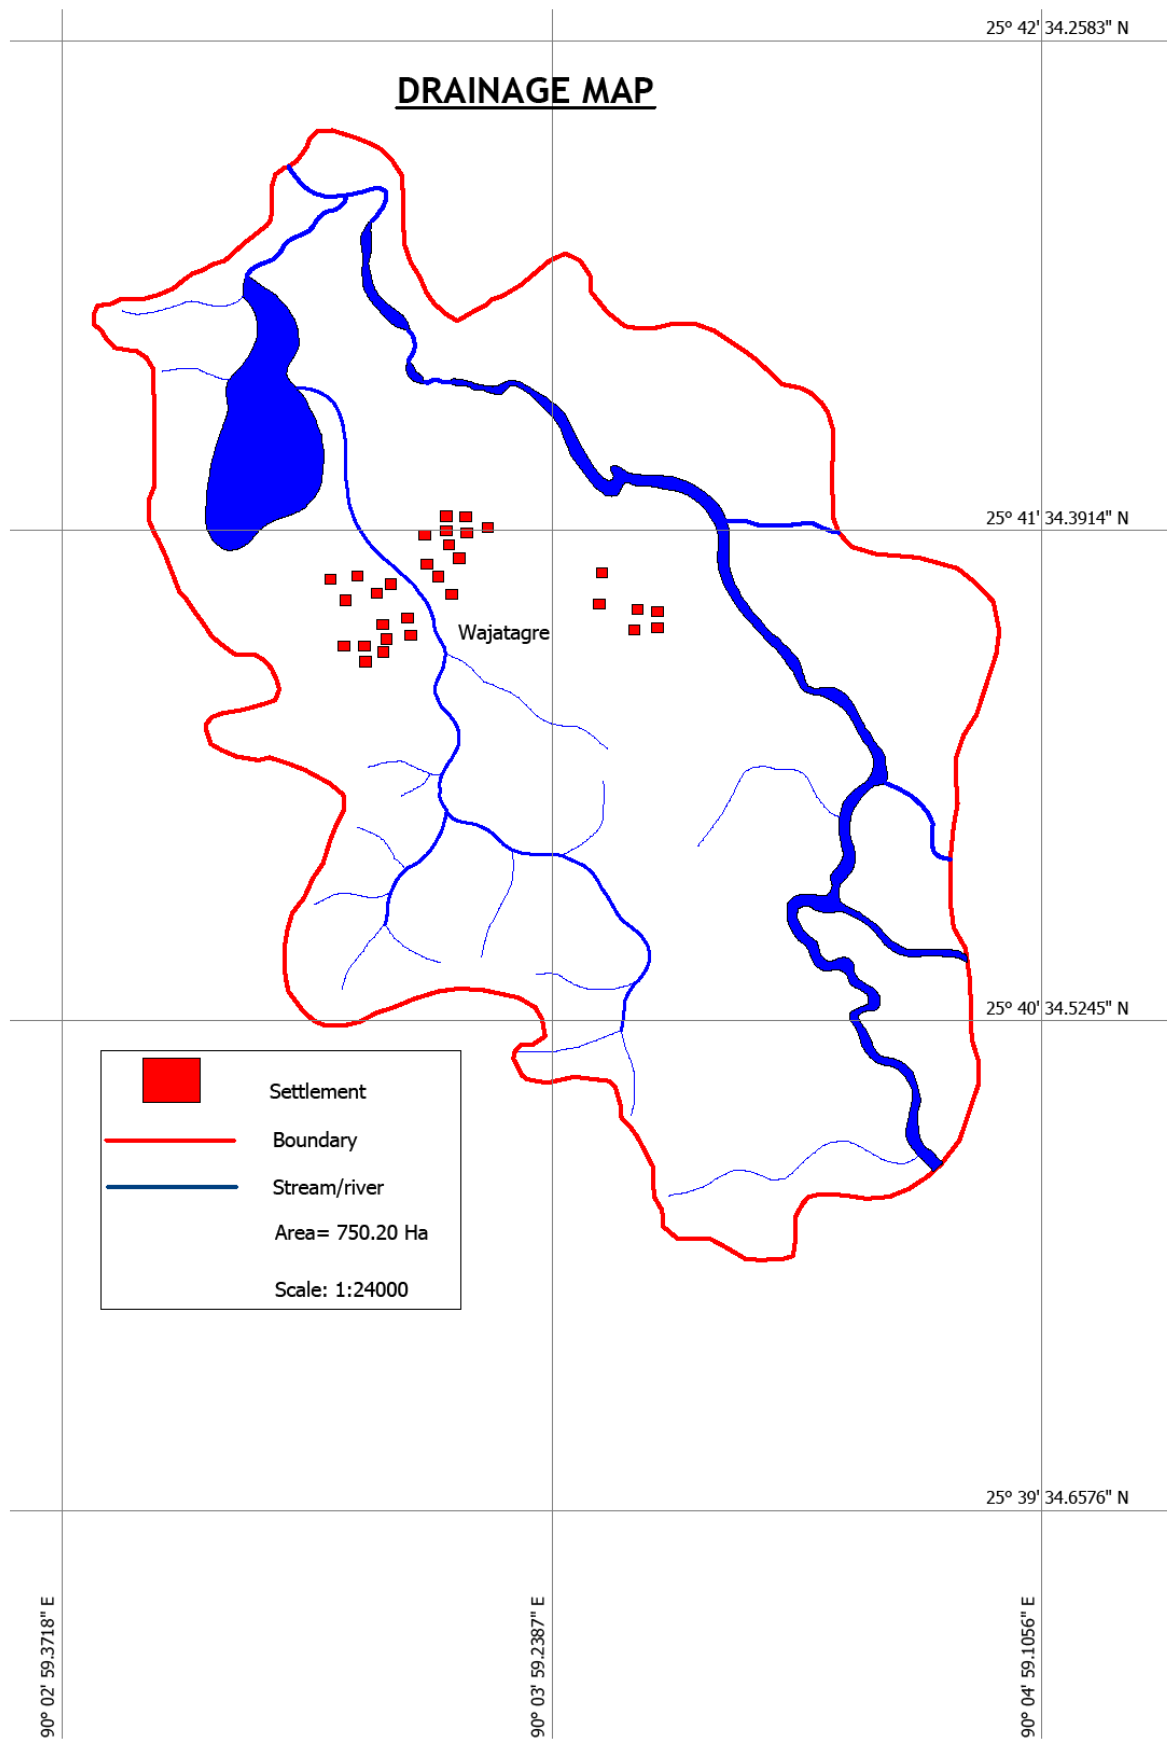 25° 42' 34.2583" N
DRAINAGE MAP
25° 41' 34.3914" N
Wajatagre
25° 40' 34.5245" N
Settlement
Boundary
Stream/river
Area= 750.20 Ha
Scale: 1:24000
25° 39' 34.6576" N
90° 02' 59.3718" E
90° 03' 59.2387" E
90° 04' 59.1056" E